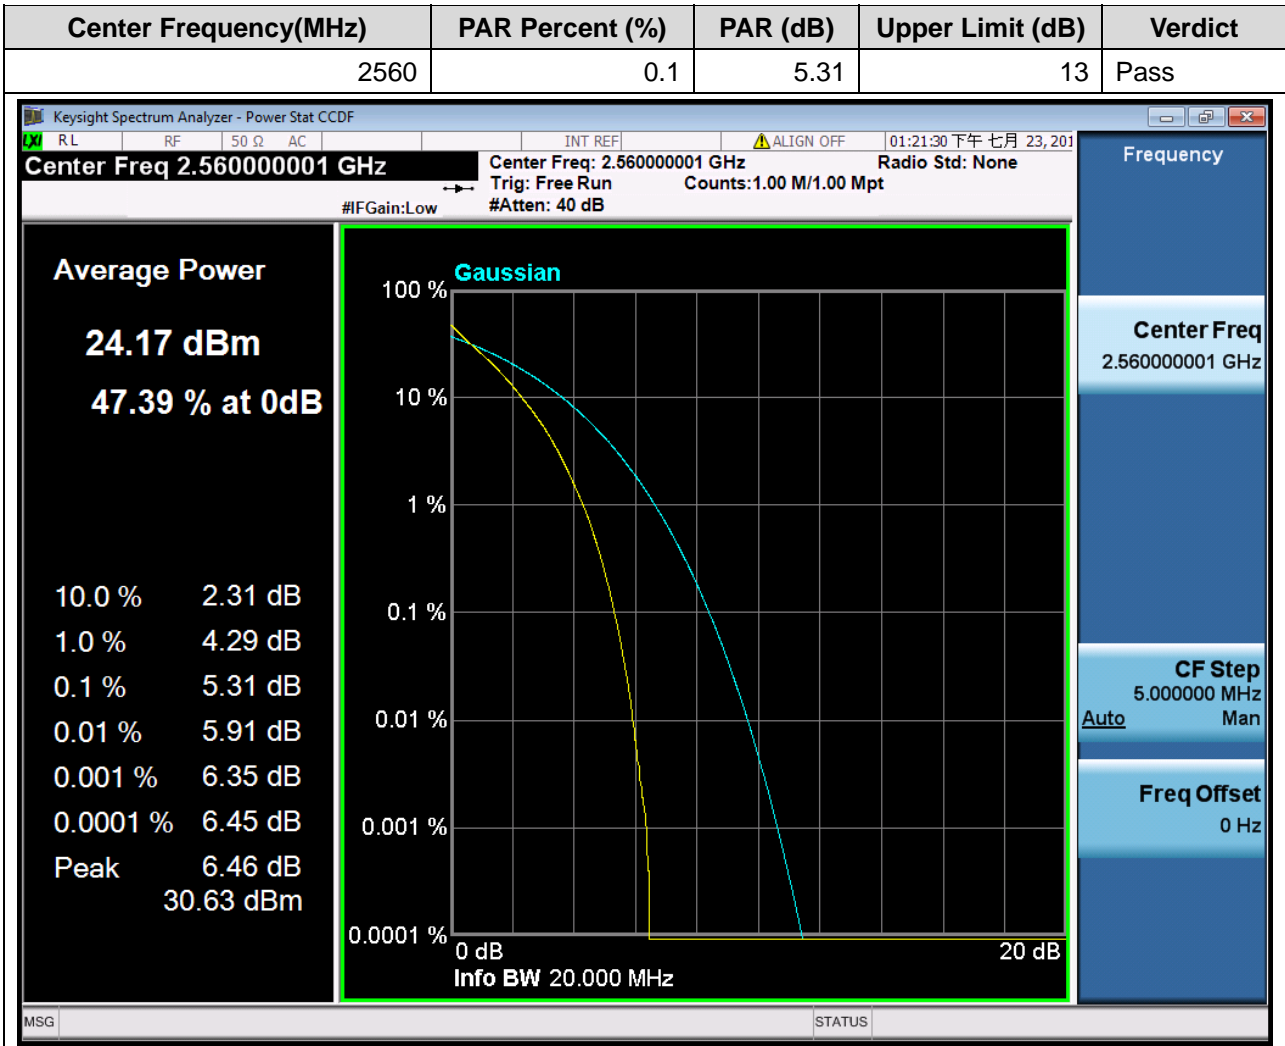 Center Frequency(MHz) PAR Percent (%) PAR (dB) Upper Limit (dB) Verdict
2560 0.1 5.31 13 Pass
Keysight Spectrum Analyzer - Power Stat CCDF
LXI RL RF 50 Ω AC INT REF ALIGN OFF 01:21:30 下午 七月 23, 201
Center Freq 2.560000001 GHz
Center Freq: 2.560000001 GHz Radio Std: None
Trig: Free Run Counts:1.00 M/1.00 Mpt
#IFGain:Low #Atten: 40 dB
Frequency
Average Power
24.17 dBm
47.39 % at 0dB
10.0 % 2.31 dB
1.0 % 4.29 dB
0.1 % 5.31 dB
0.01 % 5.91 dB
0.001 % 6.35 dB
0.0001 % 6.45 dB
Peak 6.46 dB
30.63 dBm
Gaussian
100 %
10 %
1 %
0.1 %
0.01 %
0.001 %
0.0001 %
0 dB 20 dB
Info BW 20.000 MHz
Center Freq
2.560000001 GHz
CF Step
5.000000 MHz
Auto Man
Freq Offset
0 Hz
MSG STATUS